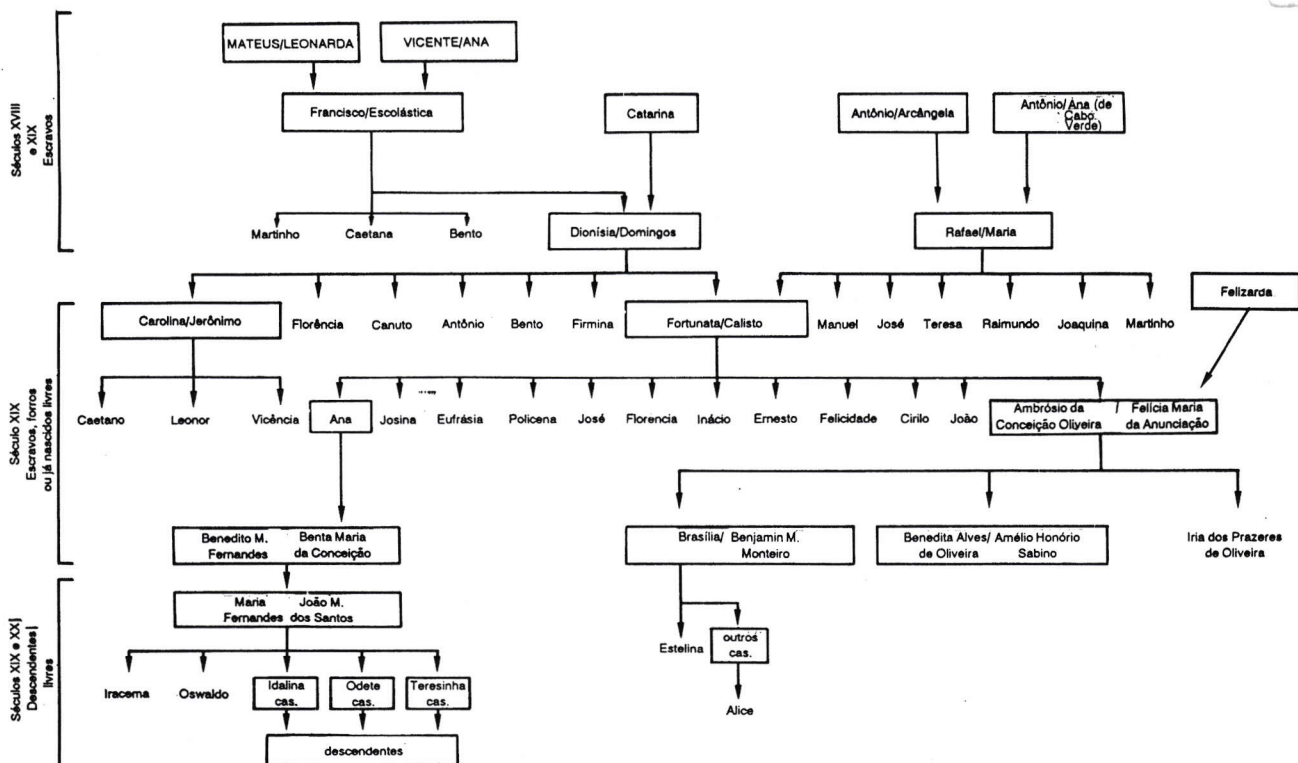 Séculos XVIII
e XIX
Escravos
MATEUS/LEONARDA
VICENTE/ANA
Francisco/Escolástica
Catarina
Antônio/Arcângela
Antônio/Ana (de
Cabo
Verde)
Martinho
Caetana
Bento
Dionísia/Domingos
Rafael/Maria
Século XIX
Escravos, forros
ou já nascidos livres
Carolina/Jerônimo
Florência
Canuto
Antônio
Bento
Firmina
Fortunata/Calisto
Manuel
José
Teresa
Raimundo
Joaquina
Martinho
Felizarda
Caetano
Leonor
Vicência
Ana
Josina
Eufrásia
Policena
José
Florencia
Inácio
Ernesto
Felicidade
Cirilo
João
Ambrósio da / Felícia Maria
Conceição Oliveira da Anunciação
Benedito M. Benta Maria
Fernandes da Conceição
Brasília/ Benjamin M.
Monteiro
Benedita Alves/ Amélio Honório
de Oliveira Sabino
Iria dos Prazeres
de Oliveira
Séculos XIX e XX
Descendentes
livres
Maria João M.
Fernandes dos Santos
Estelina
outros
cas.
Iracema
Oswaldo
Idalina
cas.
Odete
cas.
Teresinha
cas.
Alice
descendentes